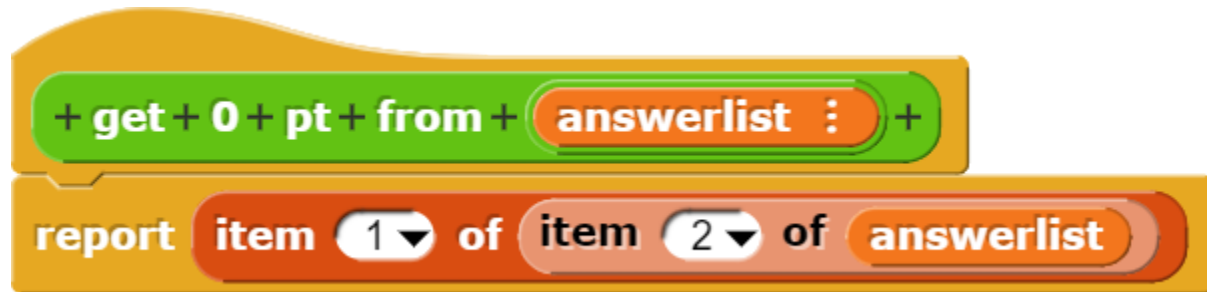 + get + 0 + pt + from + answerlist ⋮ +
report item 1 of item 2 of answerlist